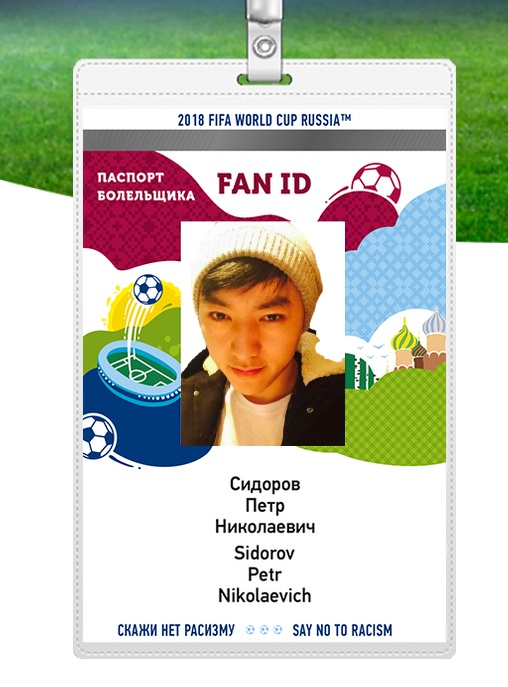 2018 FIFA WORLD CUP RUSSIA™
ПАСПОРТ
БОЛЕЛЬЩИКА
FAN ID
Сидоров
Петр
Николаевич
Sidorov
Petr
Nikolaevich
СКАЖИ НЕТ РАСИЗМУ SAY NO TO RACISM